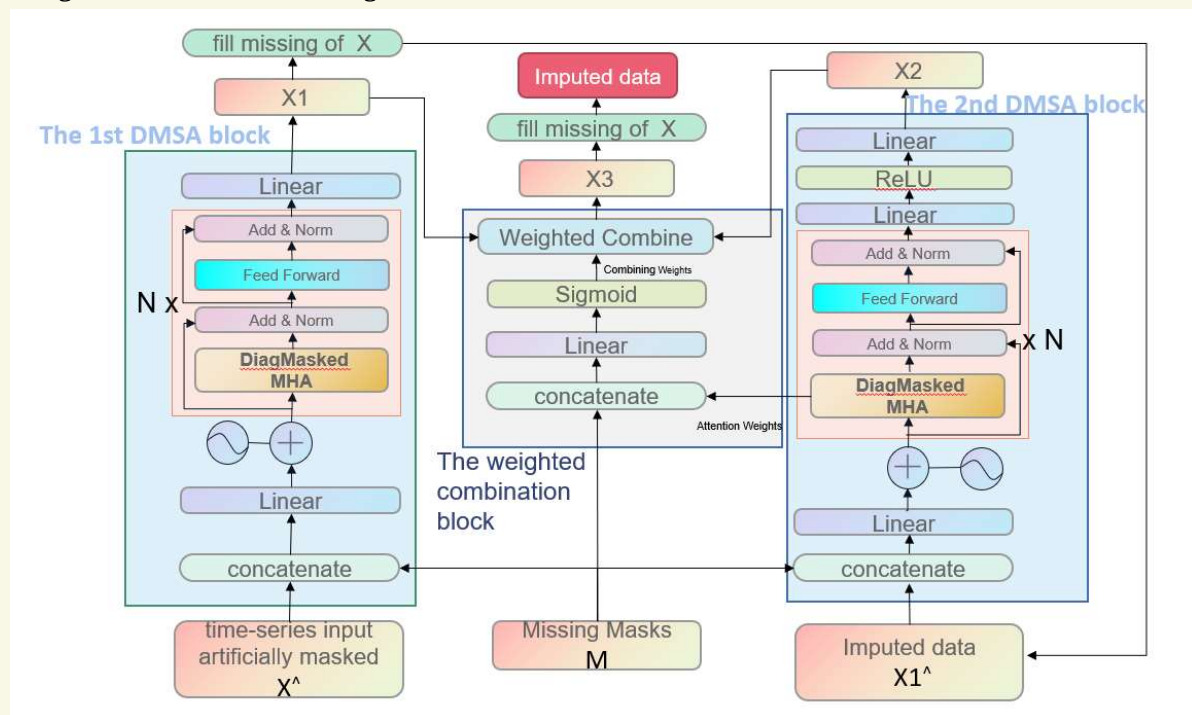 fill missing of X
X1
The 1st DMSA block
Linear
Add & Norm
Feed Forward
N x
Add & Norm
DiagMasked
MHA
Linear
concatenate
time-series input
artificially masked
X^
Imputed data
fill missing of X
X3
Weighted Combine
Combining Weights
Sigmoid
Linear
concatenate
Attention Weights
The weighted
combination
block
Missing Masks
M
X2
The 2nd DMSA block
Linear
ReLU
Linear
Add & Norm
Feed Forward
Add & Norm
x N
DiagMasked
MHA
Linear
concatenate
Imputed data
X1^